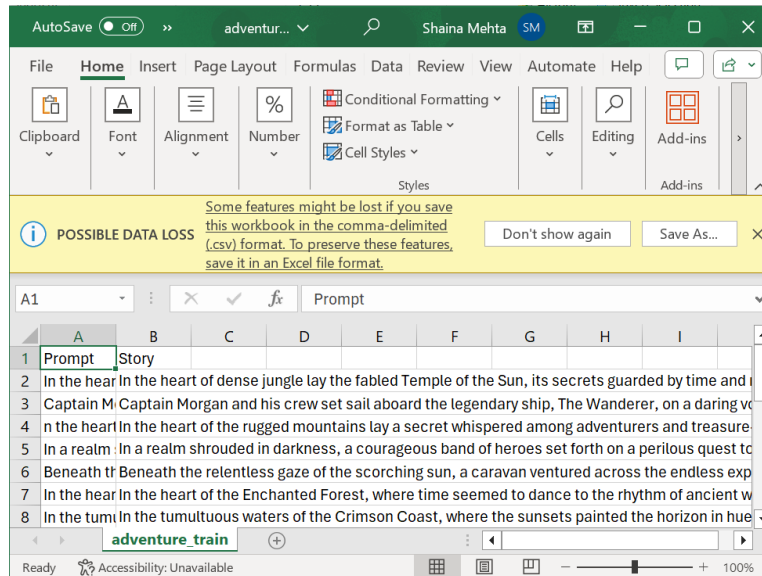 AutoSave Off adventur... Shaina Mehta SM
File Home Insert Page Layout Formulas Data Review View Automate Help
Clipboard Font Alignment Number Conditional Formatting Format as Table Cell Styles Cells Editing Add-ins
Styles Add-ins
POSSIBLE DATA LOSS Some features might be lost if you save
this workbook in the comma-delimited
(.csv) format. To preserve these features,
save it in an Excel file format. Don't show again Save As...
A1 fx Prompt
A B C D E F G H I
1 Prompt Story
2 In the hear In the heart of dense jungle lay the fabled Temple of the Sun, its secrets guarded by time and
3 Captain M Captain Morgan and his crew set sail aboard the legendary ship, The Wanderer, on a daring
4 n the heart In the heart of the rugged mountains lay a secret whispered among adventurers and treasure-
5 In a realm In a realm shrouded in darkness, a courageous band of heroes set forth on a perilous quest to
6 Beneath th Beneath the relentless gaze of the scorching sun, a caravan ventured across the endless exp
7 In the hear In the heart of the Enchanted Forest, where time seemed to dance to the rhythm of ancient w
8 In the tum In the tumultuous waters of the Crimson Coast, where the sunsets painted the horizon in hue
adventure_train
Ready Accessibility: Unavailable 100%